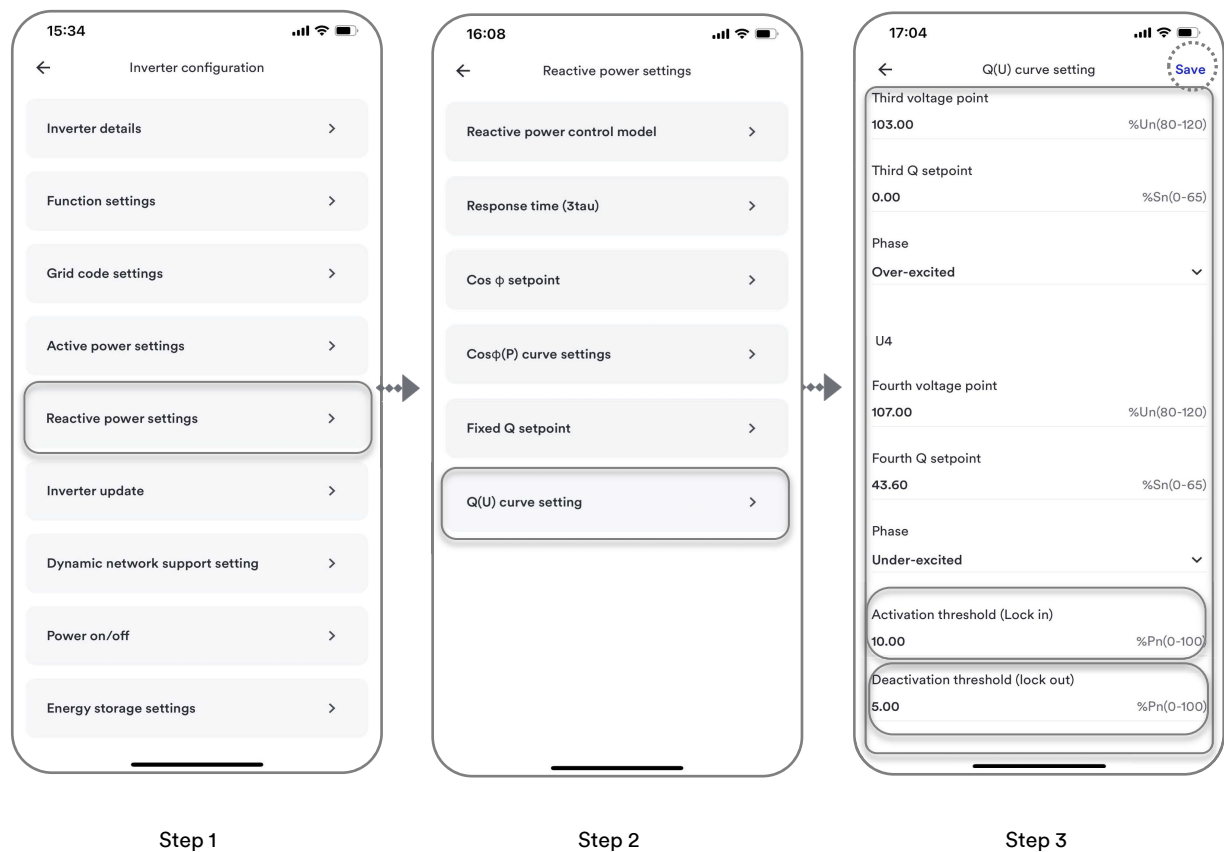 15:34
Inverter configuration
Inverter details
Function settings
Grid code settings
Active power settings
Reactive power settings
Inverter update
Dynamic network support setting
Power on/off
Energy storage settings
Step 1
16:08
Reactive power settings
Reactive power control model
Response time (3tau)
Cos φ setpoint
Cosφ(P) curve settings
Fixed Q setpoint
Q(U) curve setting
Step 2
17:04
Q(U) curve setting Save
Third voltage point
103.00 %Un(80-120)
Third Q setpoint
0.00 %Sn(0-65)
Phase
Over-excited
U4
Fourth voltage point
107.00 %Un(80-120)
Fourth Q setpoint
43.60 %Sn(0-65)
Phase
Under-excited
Activation threshold (Lock in)
10.00 %Pn(0-100)
Deactivation threshold (lock out)
5.00 %Pn(0-100)
Step 3